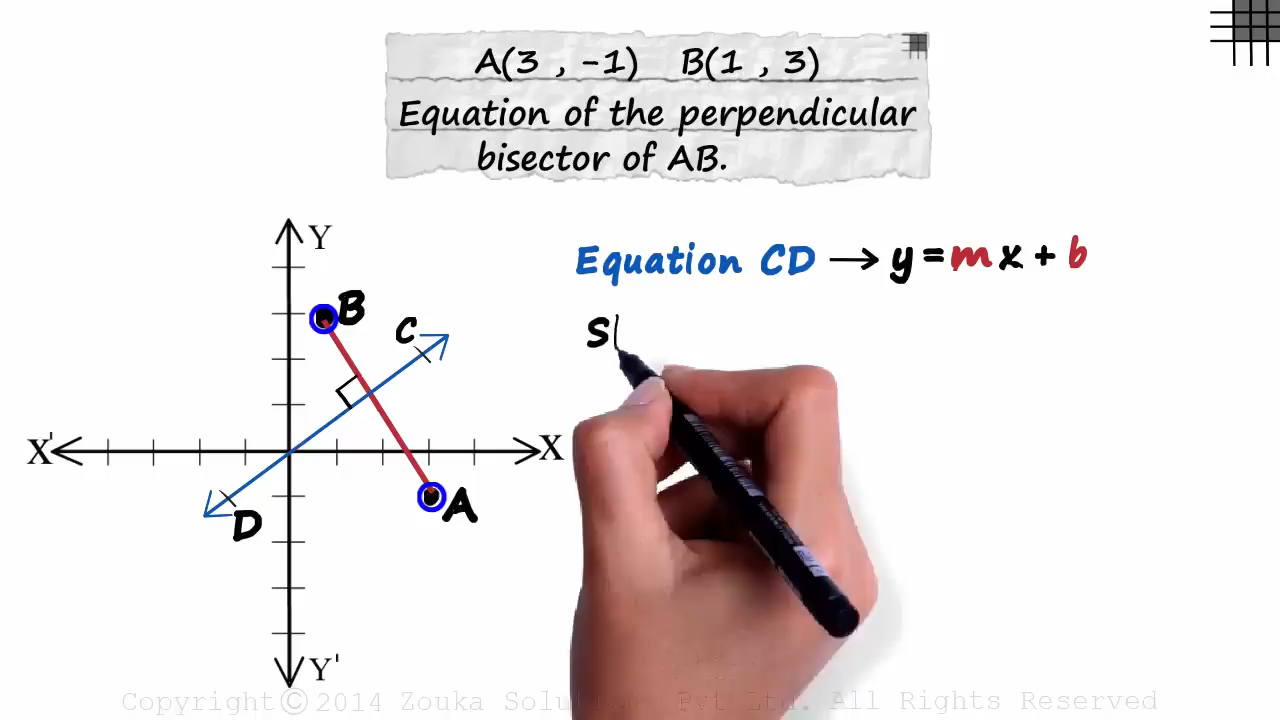 A(3 , -1) B(1 , 3)
Equation of the perpendicular
bisector of AB.
Y
Equation CD → y = mx + b
B
C
S
X' X
A
D
Y'
Copyright©2014 Zouka Pvt Ltd. All Rights Reserved